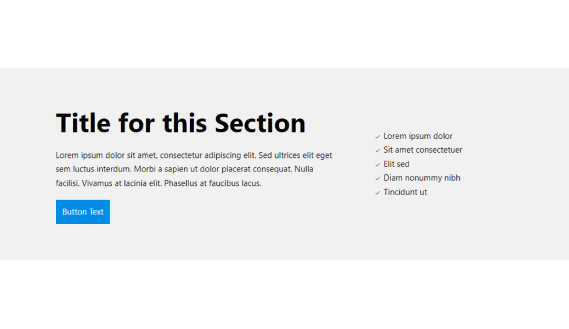 Title for this Section
Lorem ipsum dolor sit amet, consectetur adipiscing elit. Sed ultrices elit eget
sem luctus interdum. Morbi a sapien ut dolor placerat consequat. Nulla
facilisi. Vivamus at lacinia elit. Phasellus at faucibus lacus.
Button Text
✓ Lorem ipsum dolor
✓ Sit amet consectetuer
✓ Elit sed
✓ Diam nonummy nibh
✓ Tincidunt ut